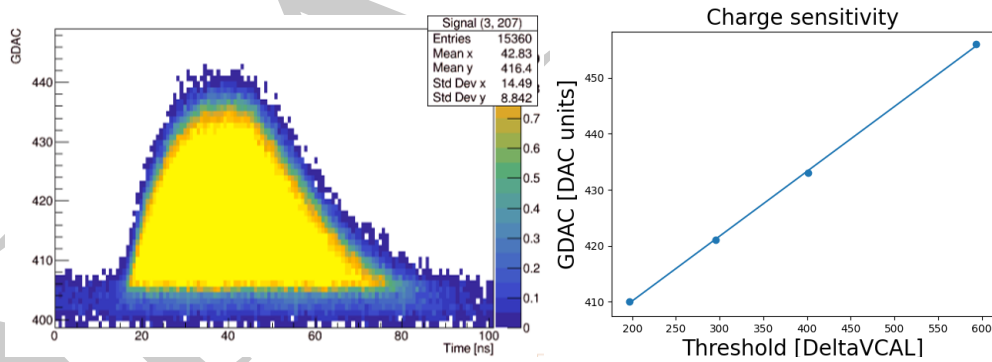 Signal (3, 207)
Entries 15360
Mean x 42.83
Mean y 416.4
Std Dev x 14.49
Std Dev y 8.842
GDAC
440
430
420
410
400
0 20 40 60 80 100
Time [ns]
0.7
0.6
0.5
0.4
0.3
0.2
0.1
0
Charge sensitivity
GDAC [DAC units]
450
440
430
420
410
200 250 300 350 400 450 500 550 600
Threshold [DeltaVCAL]